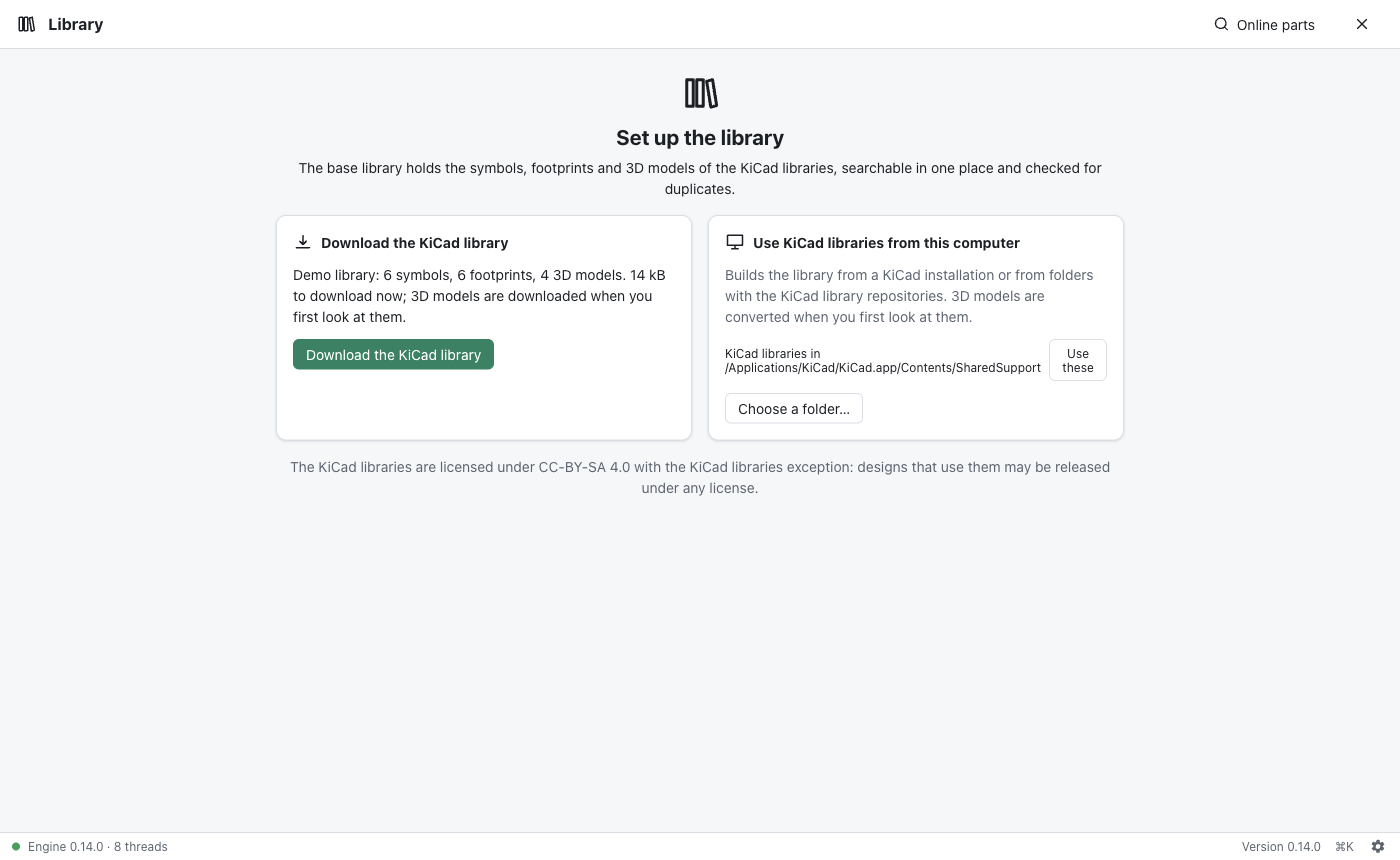 Library
Online parts
Set up the library
The base library holds the symbols, footprints and 3D models of the KiCad libraries, searchable in one place and checked for
duplicates.
Download the KiCad library
Demo library: 6 symbols, 6 footprints, 4 3D models. 14 kB
to download now; 3D models are downloaded when you
first look at them.
Download the KiCad library
Use KiCad libraries from this computer
Builds the library from a KiCad installation or from folders
with the KiCad library repositories. 3D models are
converted when you first look at them.
KiCad libraries in
/Applications/KiCad/KiCad.app/Contents/SharedSupport
Use
these
Choose a folder...
The KiCad libraries are licensed under CC-BY-SA 4.0 with the KiCad libraries exception: designs that use them may be released
under any license.
Engine 0.14.0 · 8 threads
Version 0.14.0
⌘K